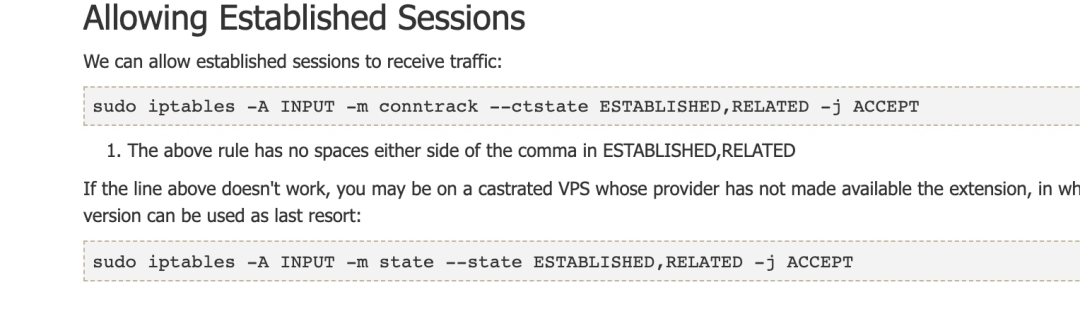 Allowing Established Sessions
We can allow established sessions to receive traffic:
sudo iptables -A INPUT -m conntrack --ctstate ESTABLISHED,RELATED -j ACCEPT
1. The above rule has no spaces either side of the comma in ESTABLISHED,RELATED
If the line above doesn't work, you may be on a castrated VPS whose provider has not made available the extension, in wh
version can be used as last resort:
sudo iptables -A INPUT -m state --state ESTABLISHED,RELATED -j ACCEPT